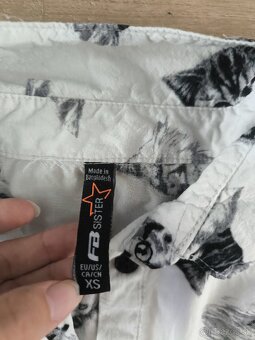 Made in
Bangladesh
FB
SISTER
EU/US/
CA/CN
XS